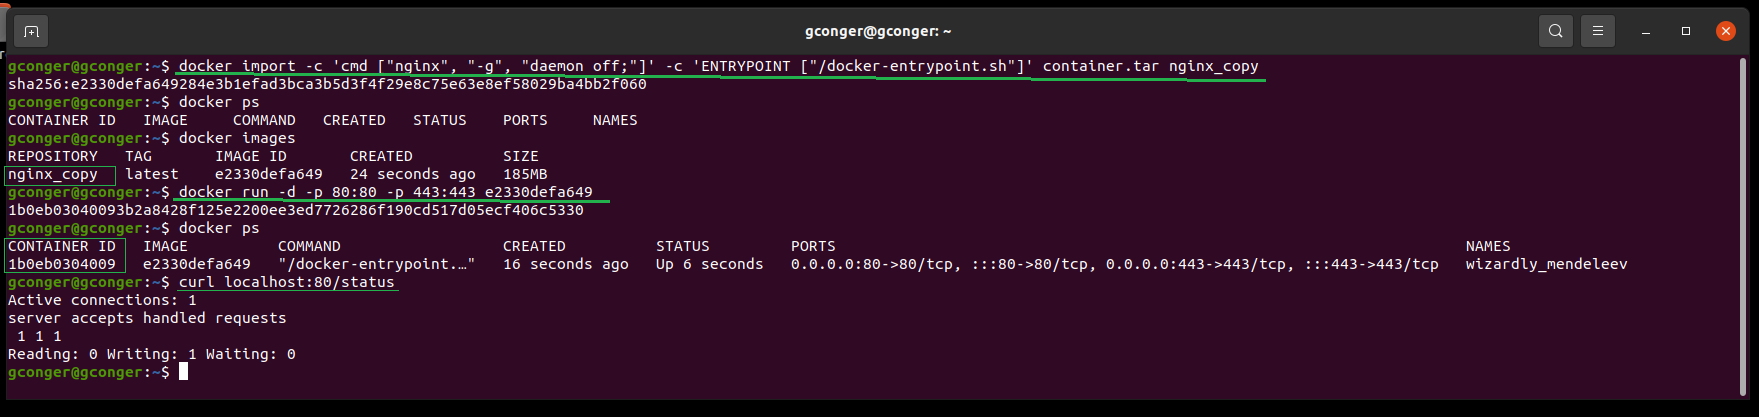 gconger@gconger: ~
gconger@gconger:~$ docker import -c 'cmd ["nginx", "-g", "daemon off;"]' -c 'ENTRYPOINT ["/docker-entrypoint.sh"]' container.tar nginx_copy
sha256:e2330defa649284e3b1efad3bca3b5d3f4f29e8c75e63e8ef58029ba4bb2f060
gconger@gconger:~$ docker ps
CONTAINER ID   IMAGE     COMMAND   CREATED   STATUS    PORTS     NAMES
gconger@gconger:~$ docker images
REPOSITORY   TAG       IMAGE ID       CREATED          SIZE
nginx_copy   latest    e2330defa649   24 seconds ago   185MB
gconger@gconger:~$ docker run -d -p 80:80 -p 443:443 e2330defa649
1b0eb03040093b2a8428f125e2200ee3ed7726286f190cd517d05ecf406c5330
gconger@gconger:~$ docker ps
CONTAINER ID   IMAGE          COMMAND                  CREATED          STATUS         PORTS                                                                      NAMES
1b0eb0304009   e2330defa649   "/docker-entrypoint.…"   16 seconds ago   Up 6 seconds   0.0.0.0:80->80/tcp, :::80->80/tcp, 0.0.0.0:443->443/tcp, :::443->443/tcp   wizardly_mendeleev
gconger@gconger:~$ curl localhost:80/status
Active connections: 1
server accepts handled requests
 1 1 1
Reading: 0 Writing: 1 Waiting: 0
gconger@gconger:~$